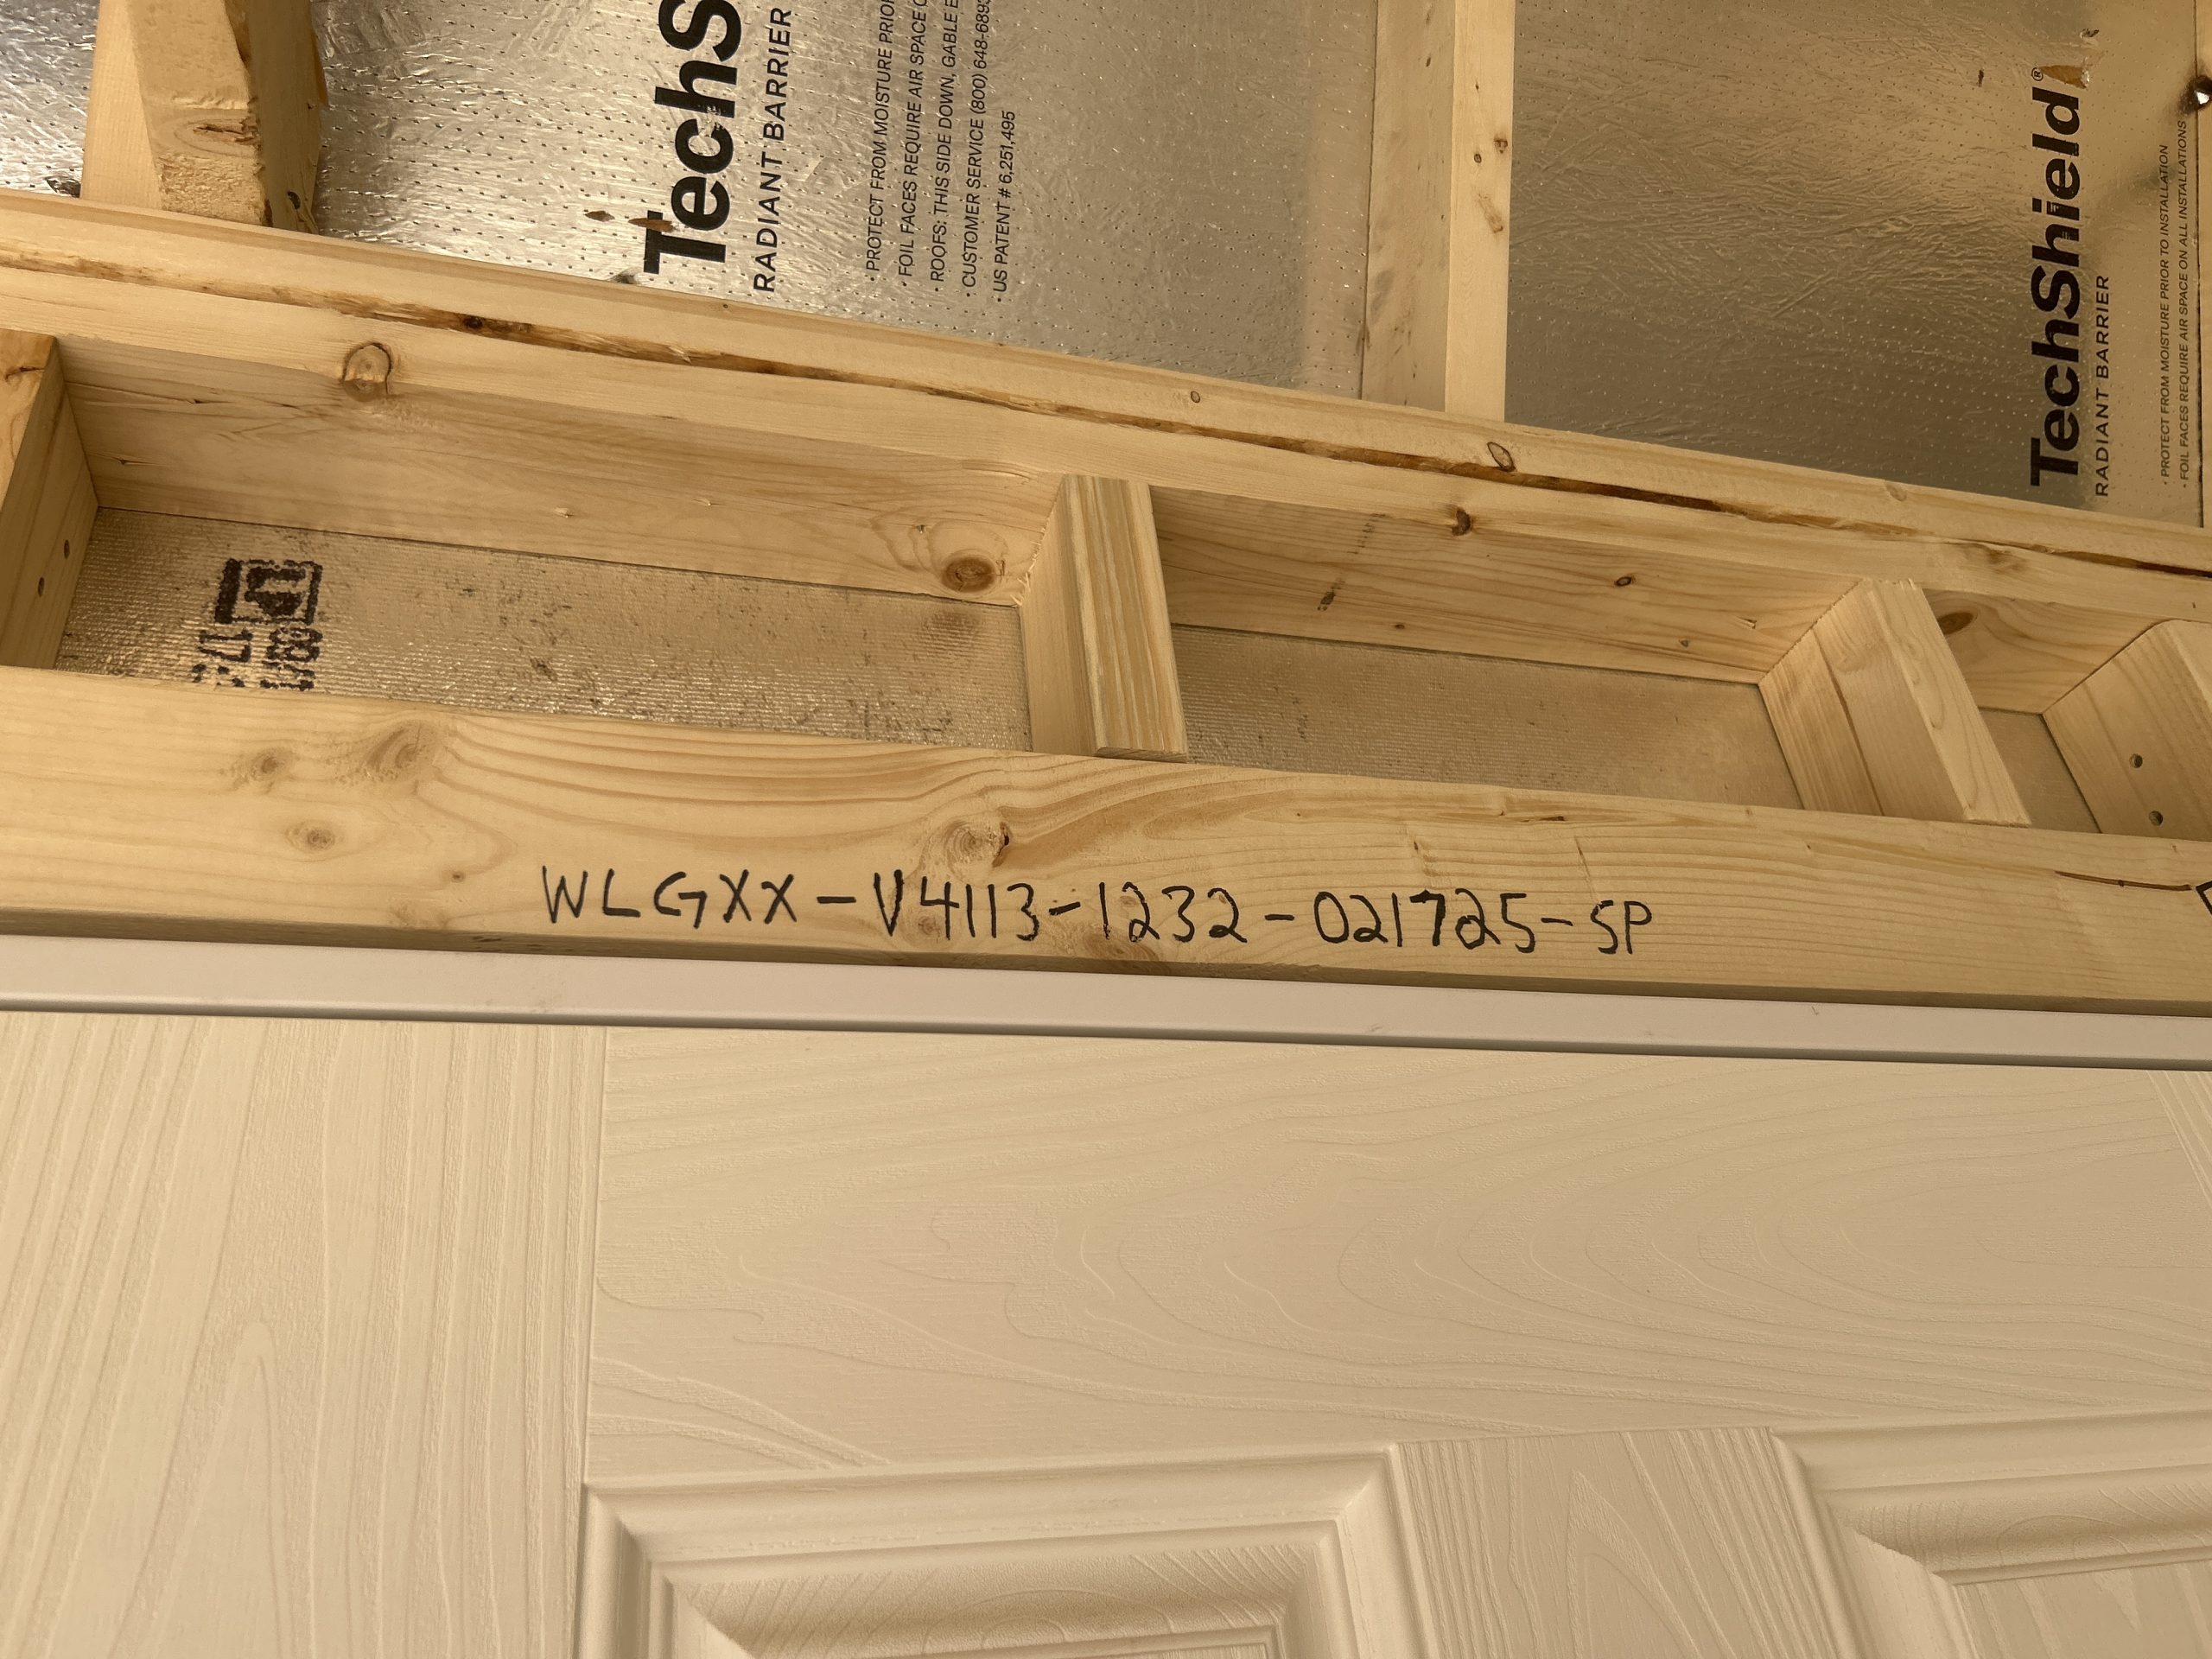 TechS
RADIANT BARRIER
· PROTECT FROM MOISTURE
· FOIL FACES REQUIRE AIR SPACE
· ROOFS: THIS SIDE DOWN, GABLE
· CUSTOMER SERVICE (800) 648-689
· US PATENT # 6,251,495
TechShield®
RADIANT BARRIER
· PROTECT FROM MOISTURE PRIOR TO INSTALLATION
· FOIL FACES REQUIRE AIR SPACE ON ALL INSTALLATIONS
WLGXX-V4113-1232-021725-SP